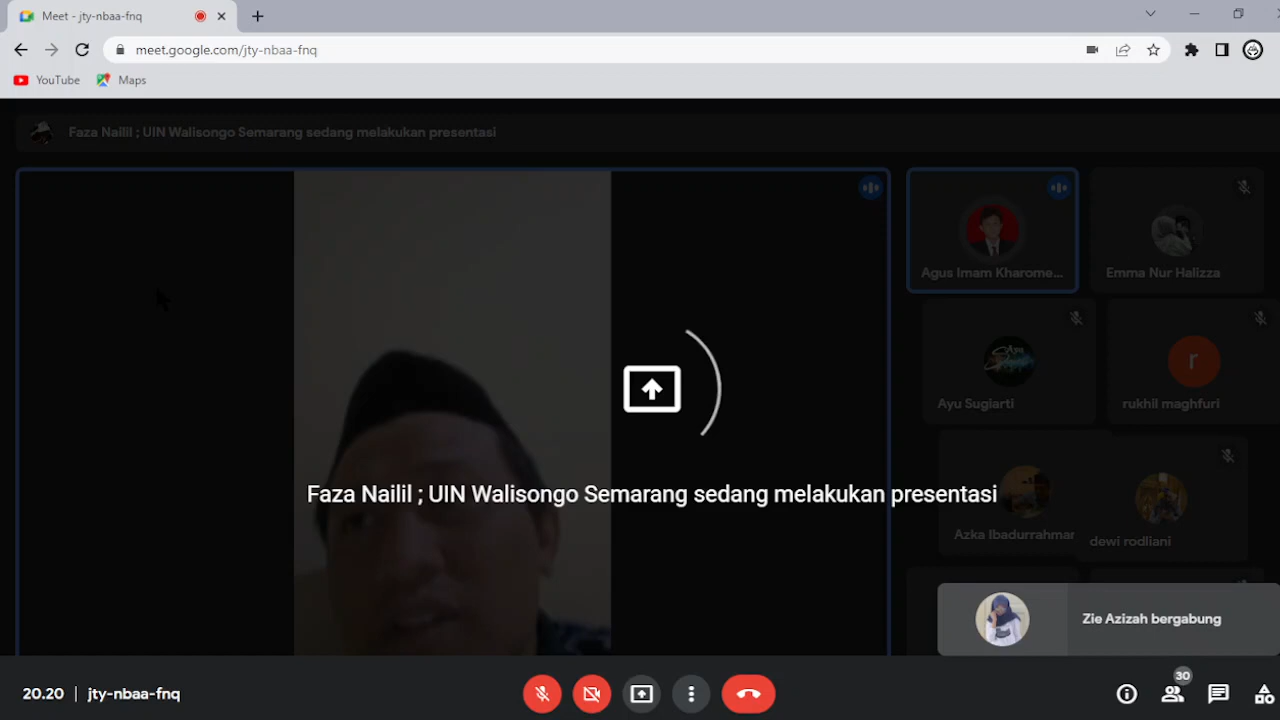 Meet - jty-nbaa-fnq
meet.google.com/jty-nbaa-fnq
YouTube
Maps
Faza Nailil ; UIN Walisongo Semarang sedang melakukan presentasi
Agus Imam Kharome...
Emma Nur Halizza
Ayu Sugiarti
r
rukhil maghfuri
Faza Nailil ; UIN Walisongo Semarang sedang melakukan presentasi
Azka Ibadurrahmar
dewi rodliani
Zie Azizah bergabung
20.20 | jty-nbaa-fnq
30